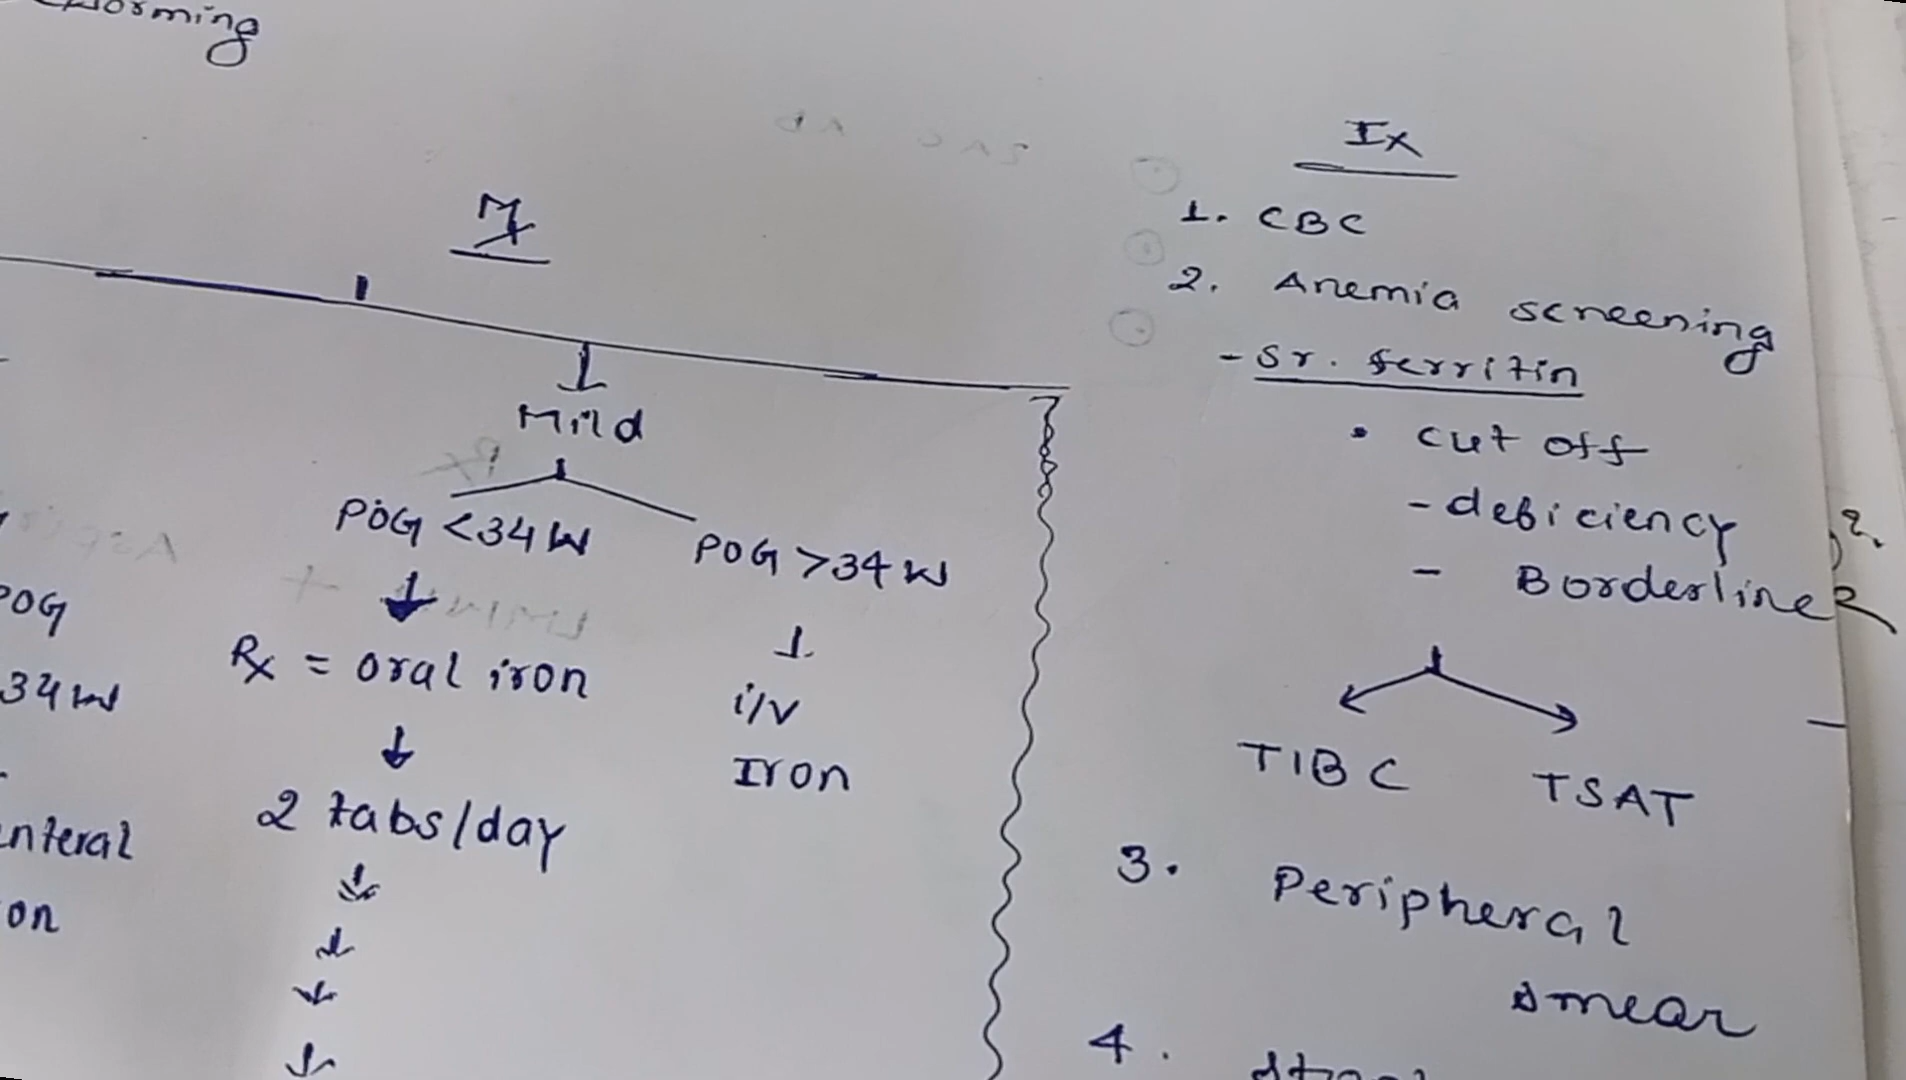 Mx
Mild
POG <34W
POG >34W
Rx = oral iron
i/v
Iron
2 tabs/day
POG
34W
on
Ix
1. CBC
2. Anemia screening
- Sr. ferritin
• cut off
- deficiency
- Borderline
TIBC
TSAT
3. Peripheral
smear
4.